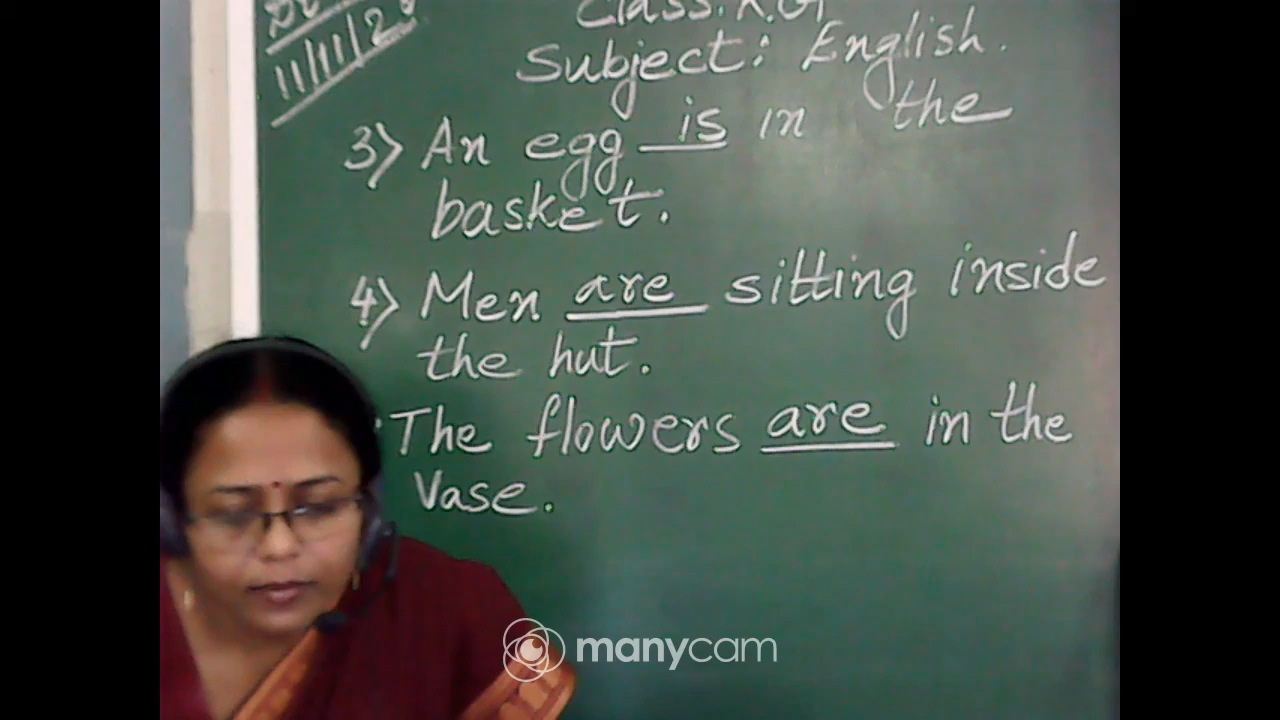 11/11/2
Class: K.G
Subject: English.
3> An egg is in the
basket.
4> Men are sitting inside
the hut.
The flowers are in the
Vase.
manycam